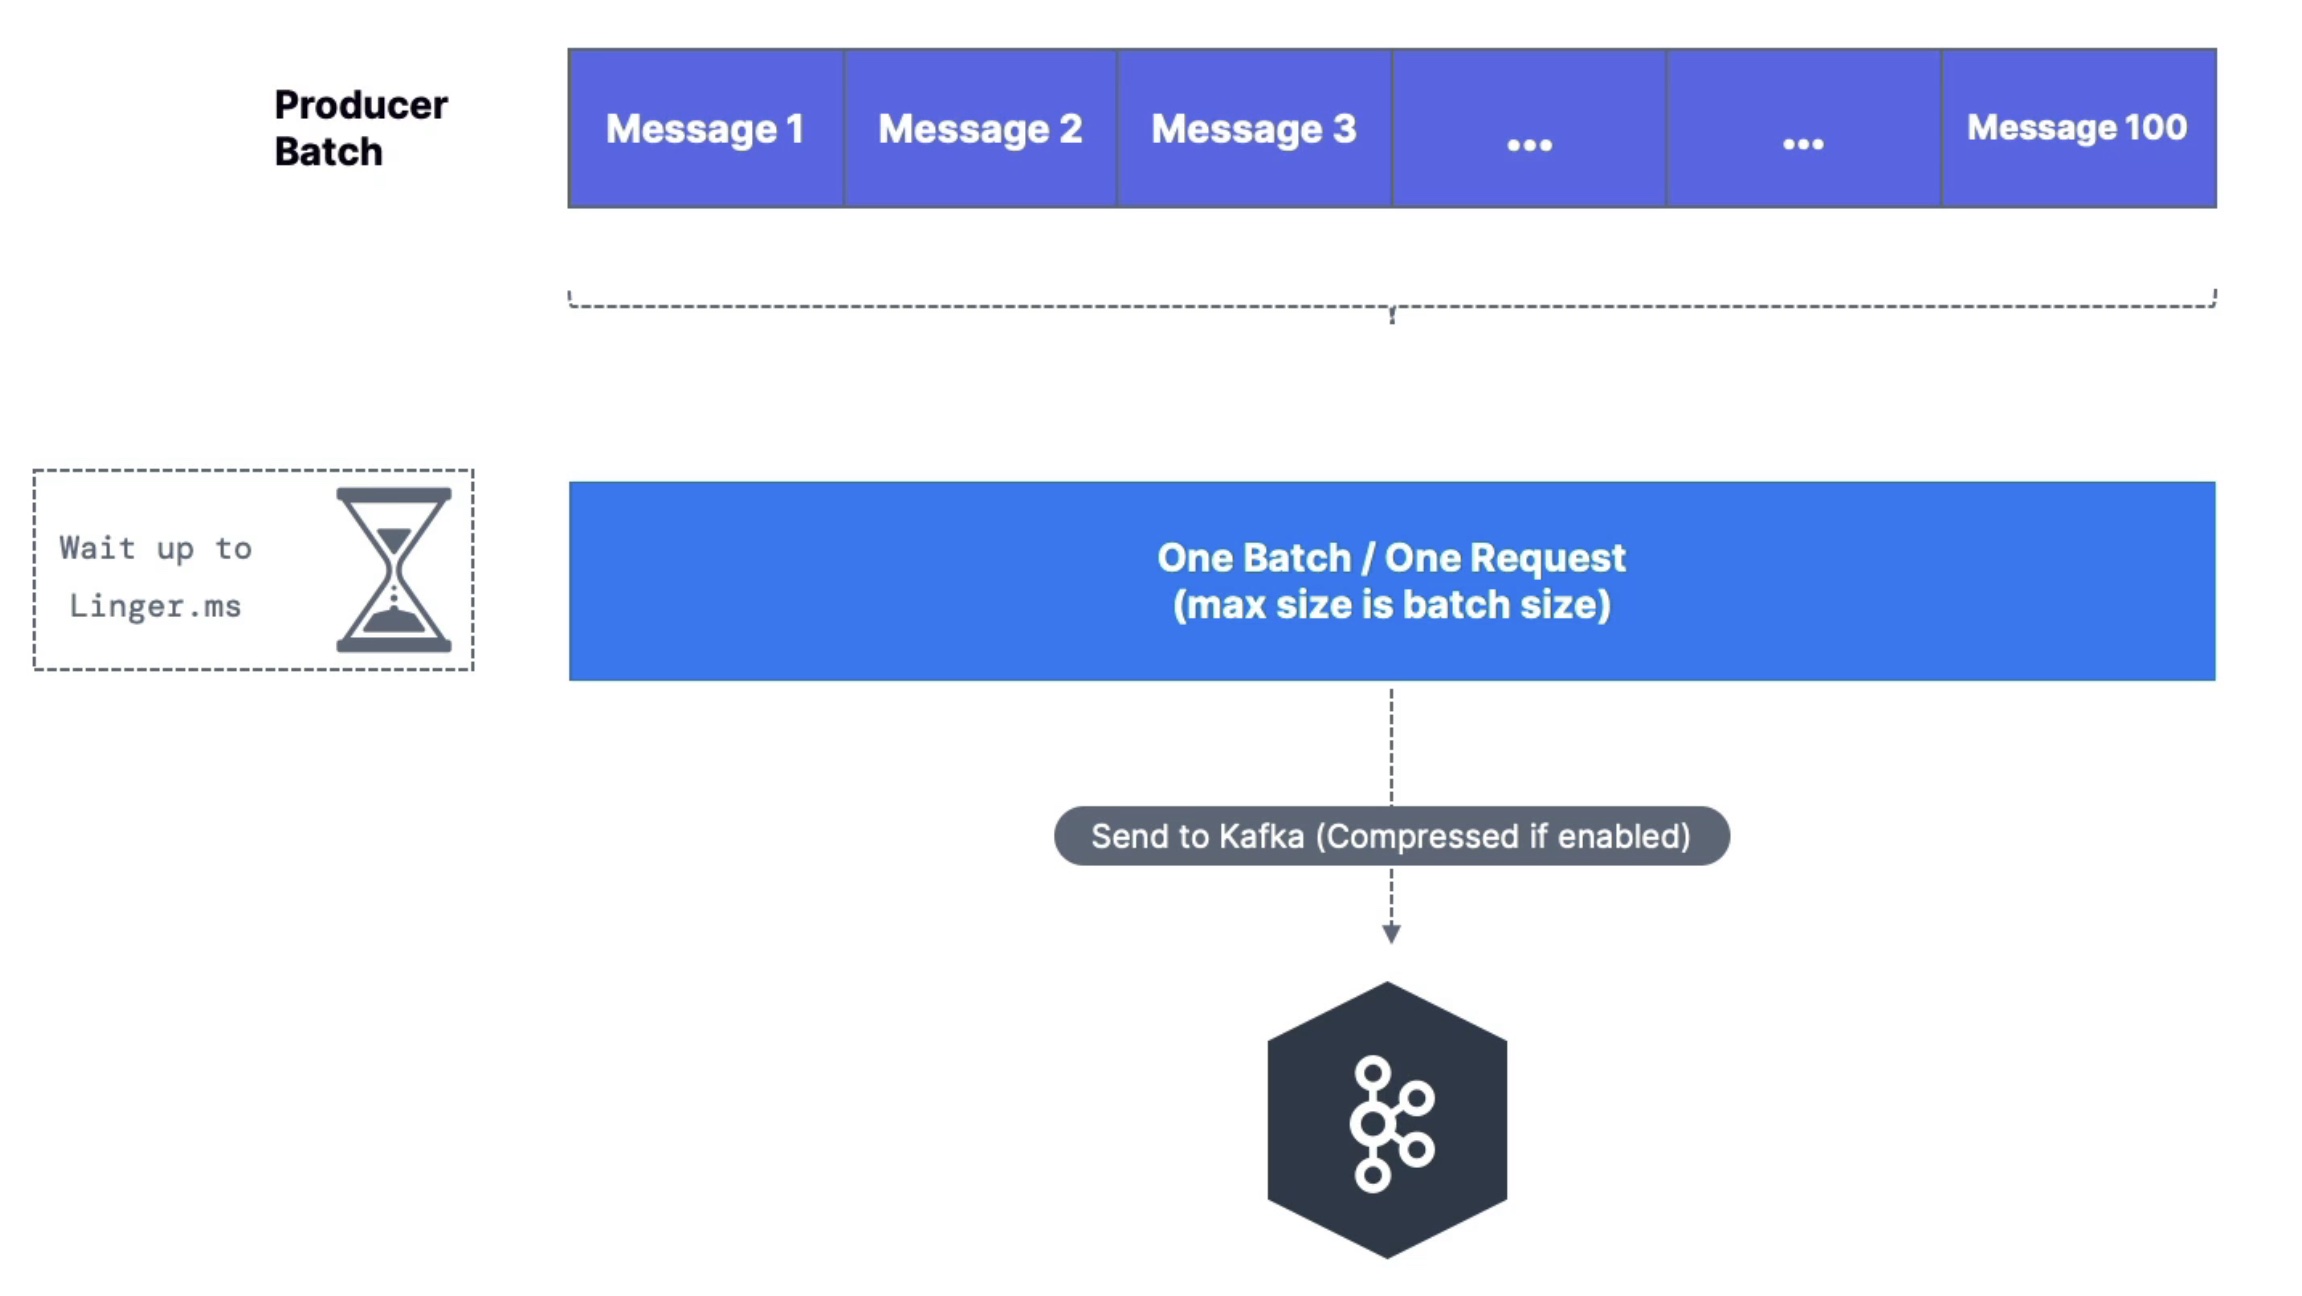 Producer
Batch
Message 1
Message 2
Message 3
...
...
Message 100
Wait up to
Linger.ms
One Batch / One Request
(max size is batch size)
Send to Kafka (Compressed if enabled)